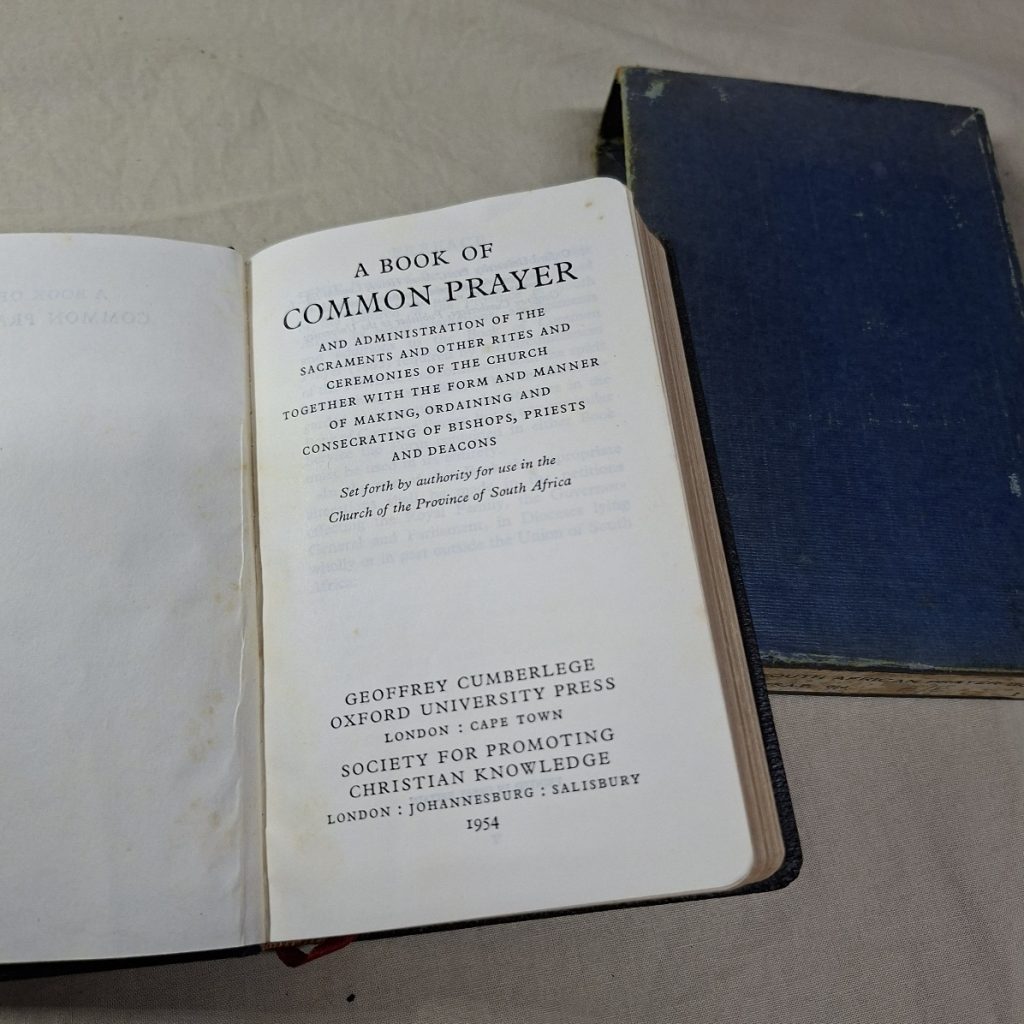 A BOOK OF
COMMON PRAYER
AND ADMINISTRATION OF THE
SACRAMENTS AND OTHER RITES AND
CEREMONIES OF THE CHURCH
TOGETHER WITH THE FORM AND MANNER
OF MAKING, ORDAINING AND
CONSECRATING OF BISHOPS, PRIESTS
AND DEACONS
Set forth by authority for use in the
Church of the Province of South Africa
GEOFFREY CUMBERLEGE
OXFORD UNIVERSITY PRESS
LONDON : CAPE TOWN
SOCIETY FOR PROMOTING
CHRISTIAN KNOWLEDGE
LONDON : JOHANNESBURG : SALISBURY
1954
SOUTH AFRICAN